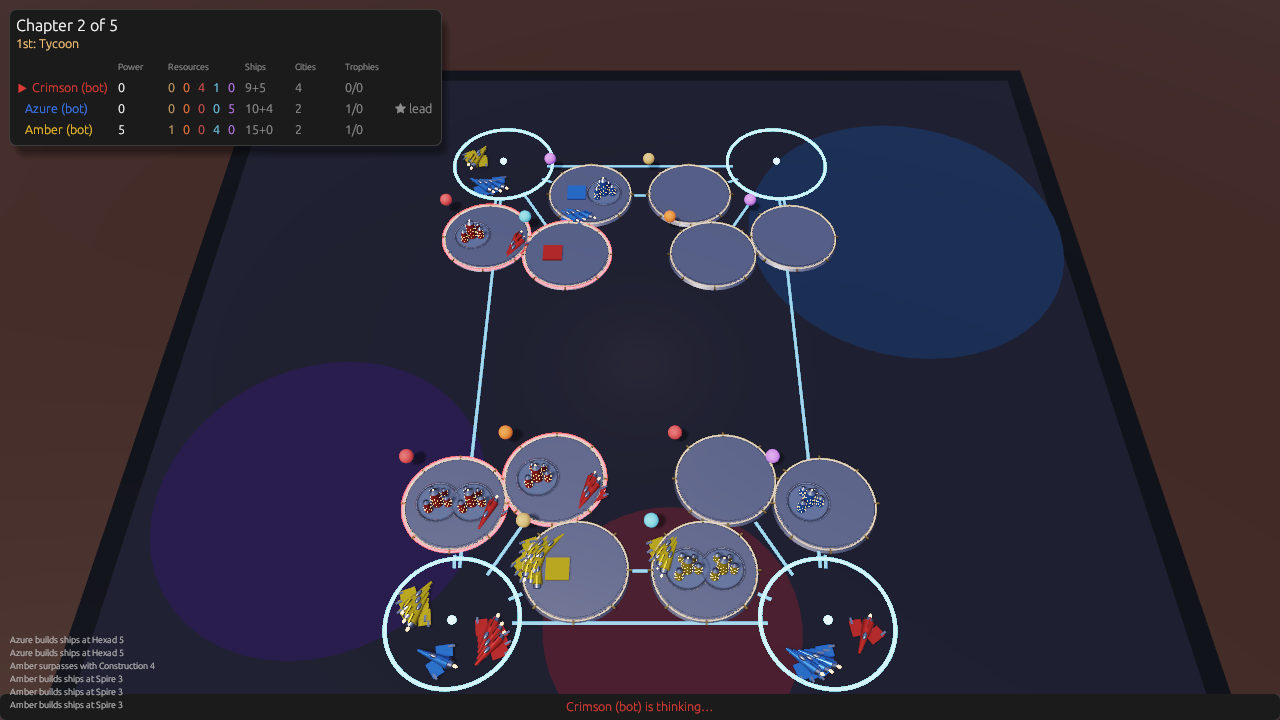 Chapter 2 of 5
1st: Tycoon
Power Resources Ships Cities Trophies
Crimson (bot) 0 0 0 4 1 0 9+5 4 0/0
Azure (bot) 0 0 0 0 0 5 10+4 2 1/0 lead
Amber (bot) 5 1 0 0 4 0 15+0 2 1/0
Azure builds ships at Hexad 5
Azure builds ships at Hexad 5
Amber surpasses with Construction 4
Amber builds ships at Spire 3
Amber builds ships at Spire 3
Amber builds ships at Spire 3
Crimson (bot) is thinking…